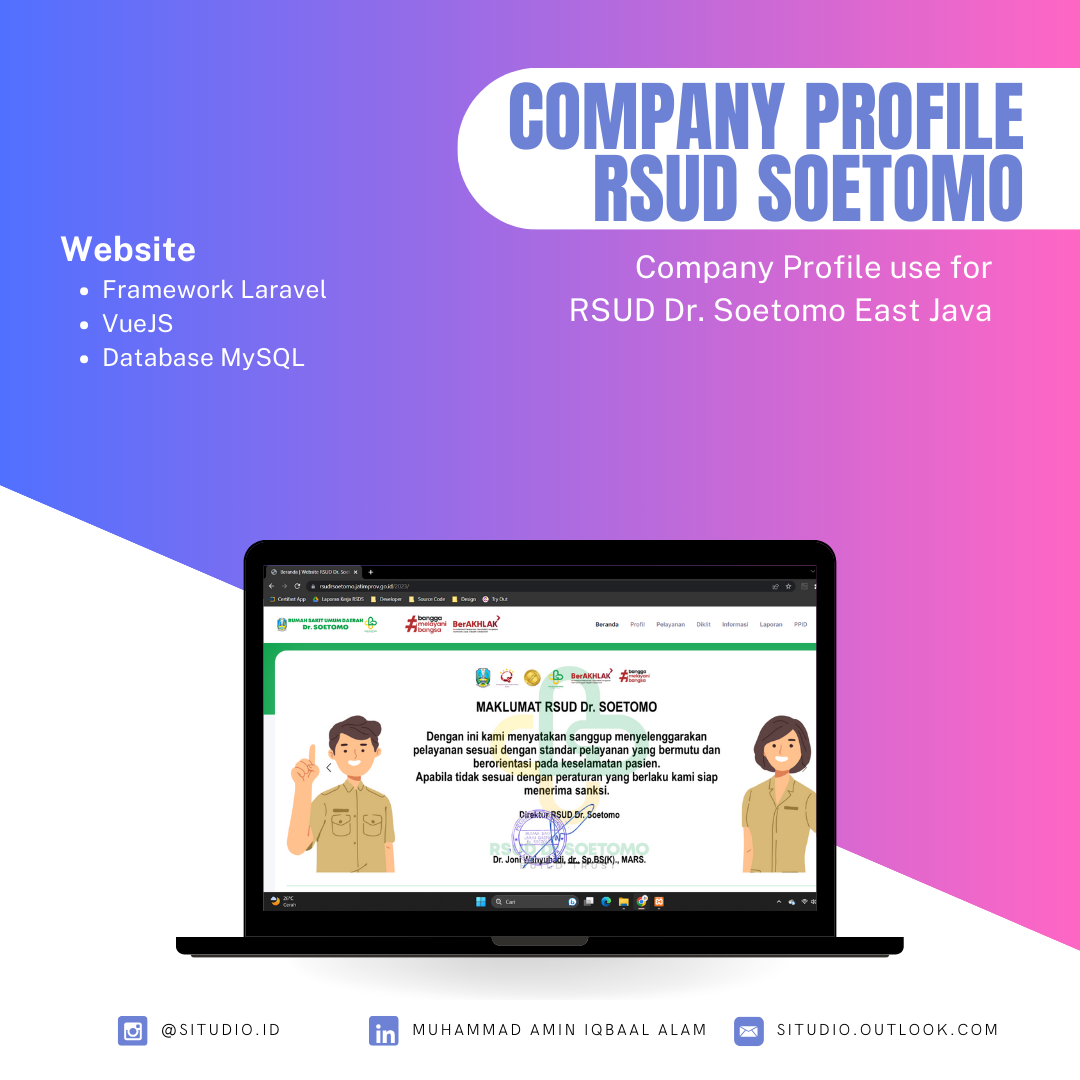 COMPANY PROFILE
RSUD SOETOMO
Company Profile use for
RSUD Dr. Soetomo East Java
Website
Framework Laravel
VueJS
Database MySQL
Beranda | Website RSUD Dr. Soe
rsudrsoetomo.jatimprov.go.id/2023/
Certified App Laporan Kerja RSDS Developer Source Code Design Try Out
RUMAH SAKIT UMUM DAERAH
Dr. SOETOMO
#bangga
melayani
bangsa
BerAKHLAK
Beranda Profil Pelayanan Diklit Informasi Laporan PPID
BerAKHLAK
#bangga
melayani
bangsa
MAKLUMAT RSUD Dr. SOETOMO
Dengan ini kami menyatakan sanggup menyelenggarakan
pelayanan sesuai dengan standar pelayanan yang bermutu dan
berorientasi pada keselamatan pasien.
Apabila tidak sesuai dengan peraturan yang berlaku kami siap
menerima sanksi.
Direktur RSUD Dr. Soetomo
RSUD Dr. SOETOMO
Dr. Joni Wahyuhadi, dr., Sp.BS(K)., MARS.
26°C
Cerah
Cari
@SITUDIO.ID
MUHAMMAD AMIN IQBAAL ALAM
SITUDIO.OUTLOOK.COM